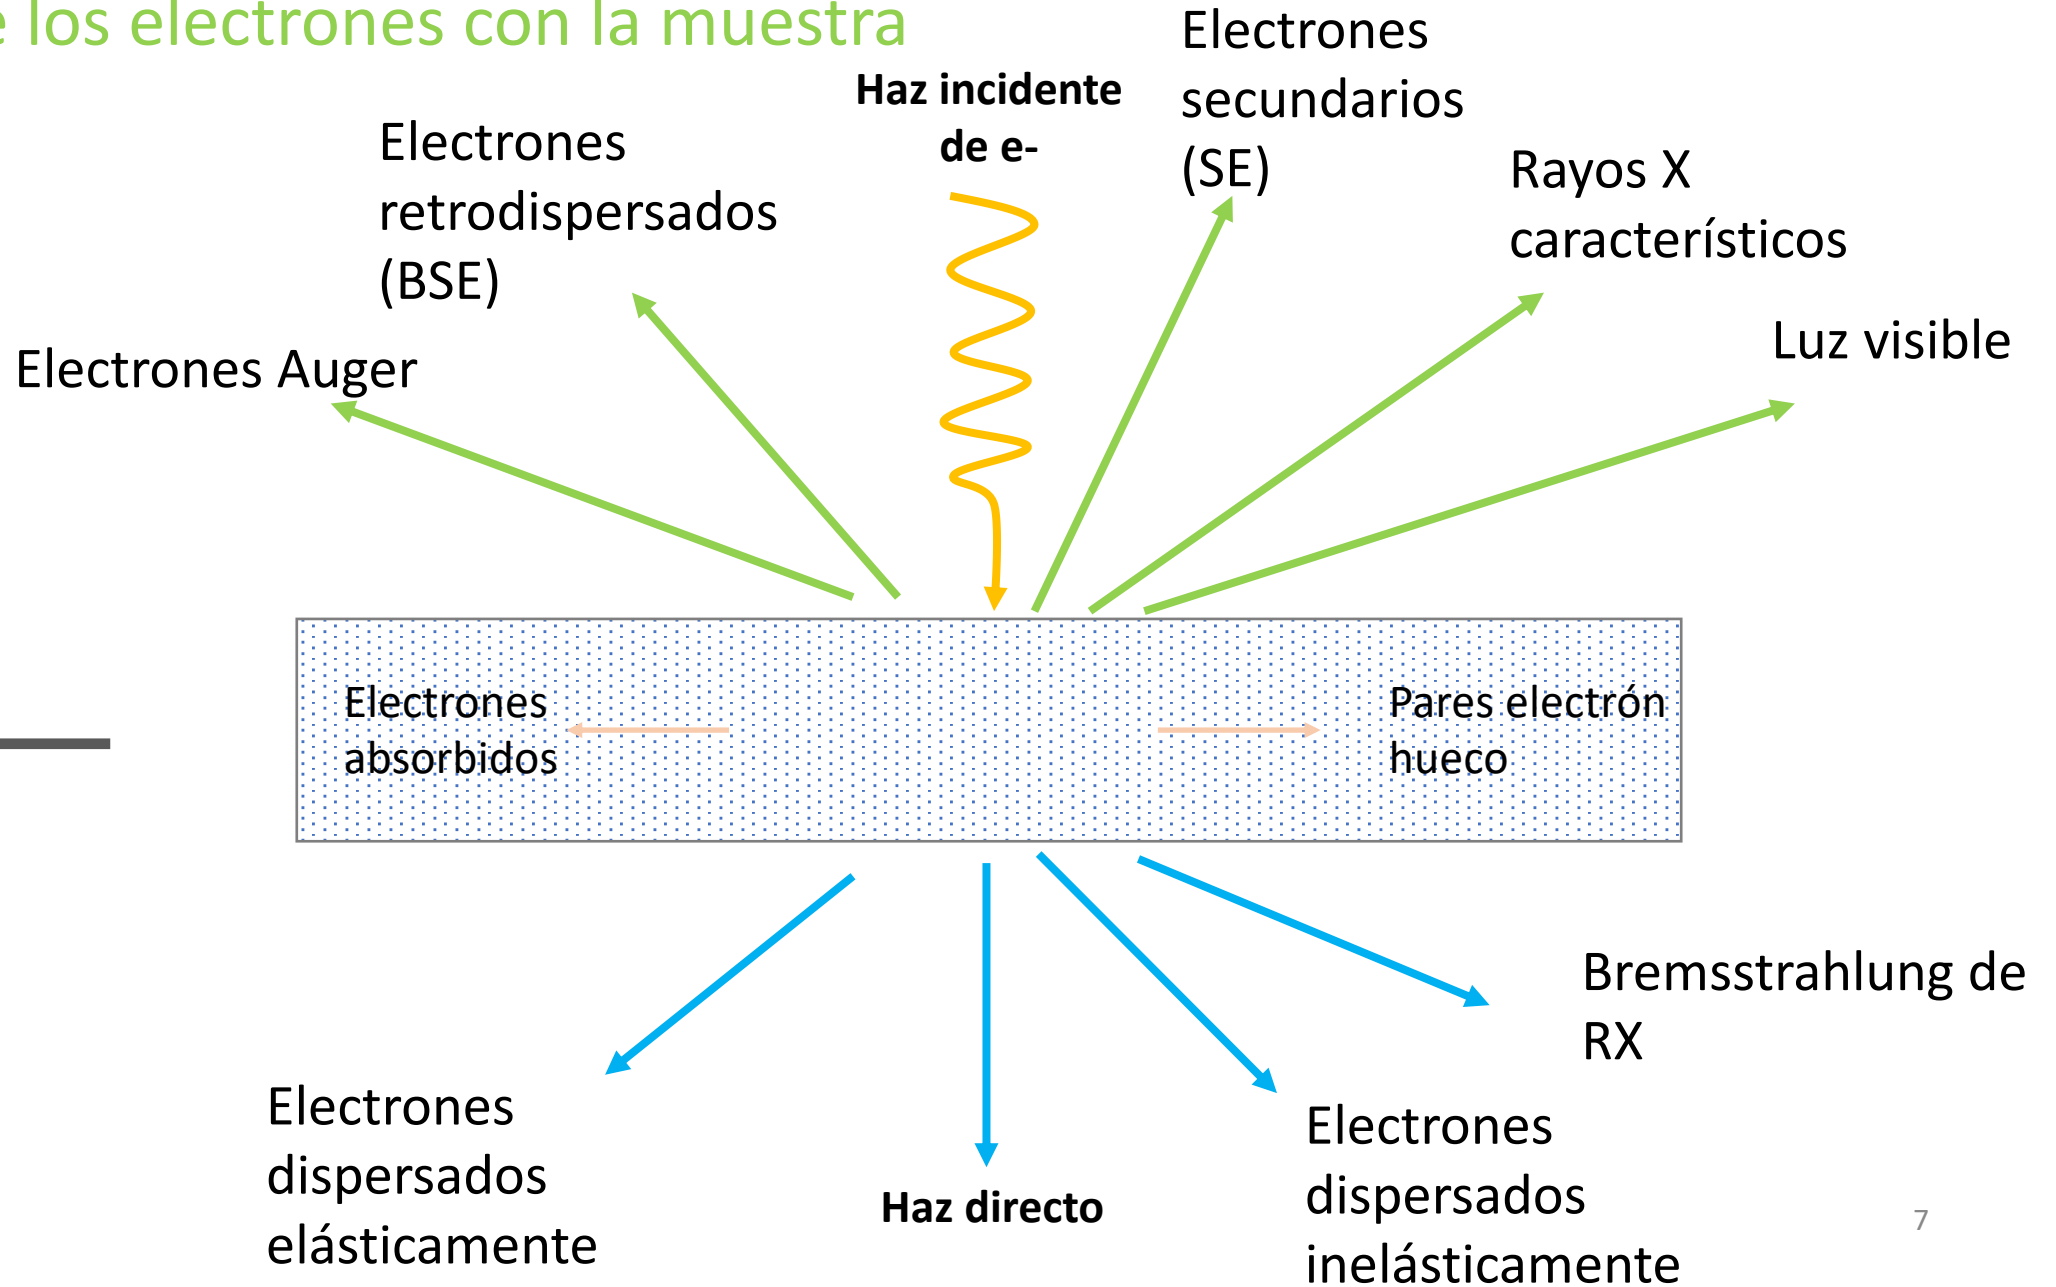 los electrones con la muestra
Haz incidente
de e-
Electrones
secundarios
(SE)
Electrones
retrodispersados
(BSE)
Rayos X
característicos
Luz visible
Electrones Auger
Electrones
absorbidos
Pares electrón
hueco
Bremsstrahlung de
RX
Electrones
dispersados
elásticamente
Haz directo
Electrones
dispersados
inelásticamente
7